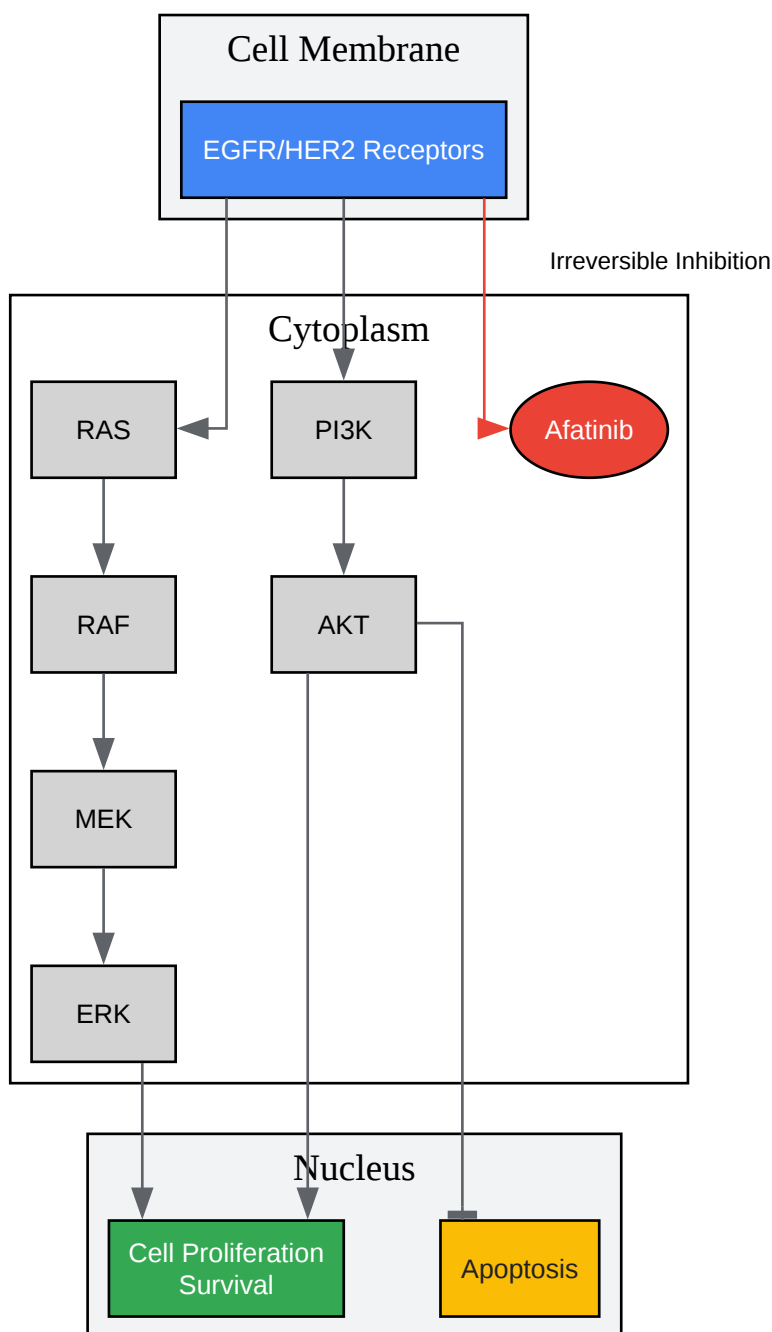 Cell Membrane
EGFR/HER2 Receptors
Irreversible Inhibition
Cytoplasm
RAS
PI3K
Afatinib
RAF
AKT
MEK
ERK
Nucleus
Cell Proliferation
Survival
Apoptosis